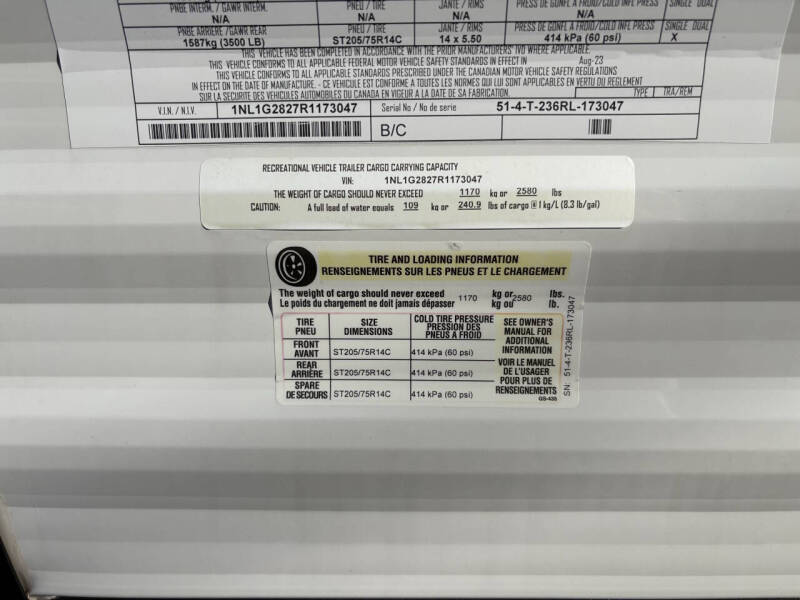 PNBE INTERM. / GAWR INTERM. PNEU / TIRE JANTE / RIMS PRESS DE GONFL A FROID/COLD INFL PRESS SINGLE DUAL
N/A N/A N/A N/A
PNBE ARRIERE /GAWR REAR PNEU / TIRE JANTE / RIMS PRESS DE GONFL A FROID/COLD INFL PRESS SINGLE DUAL
1587kg (3500 LB) ST205/75R14C 14 x 5.50 414 kPa (60 psi) X
THIS VEHICLE HAS BEEN COMPLETED IN ACCORDANCE WITH THE PRIOR MANUFACTURERS' IVD WHERE APPLICABLE.
THIS VEHICLE CONFORMS TO ALL APPLICABLE FEDERAL MOTOR VEHICLE SAFETY STANDARDS IN EFFECT IN Aug-23
THIS VEHICLE CONFORMS TO ALL APPLICABLE STANDARDS PRESCRIBED UNDER THE CANADIAN MOTOR VEHICLE SAFETY REGULATIONS
IN EFFECT ON THE DATE OF MANUFACTURE. - CE VEHICULE EST CONFORME A TOUTES LES NORMES QUI LUI SONT APPLICABLES EN VERTU DU REGLEMENT
SUR LA SECURITE DES VEHICULES AUTOMOBILES DU CANADA EN VIGUEUR A LA DATE DE SA FABRICATION. TYPE TRA/REM
V.I.N. / N.I.V. 1NL1G2827R1173047 Serial No / No de serie 51-4-T-236RL-173047
B/C
RECREATIONAL VEHICLE TRAILER CARGO CARRYING CAPACITY
VIN: 1NL1G2827R1173047
THE WEIGHT OF CARGO SHOULD NEVER EXCEED 1170 kg or 2580 lbs
CAUTION: A full load of water equals 109 kg or 240.9 lbs of cargo @ 1 kg/L (8.3 lb/gal)
TIRE AND LOADING INFORMATION
RENSEIGNEMENTS SUR LES PNEUS ET LE CHARGEMENT
The weight of cargo should never exceed kg or lbs.
1170 2580
Le poids du chargement ne doit jamais dépasser kg ou lb.
TIRE PNEU
SIZE DIMENSIONS
COLD TIRE PRESSURE
PRESSION DES
PNEUS A FROID
FRONT
AVANT ST205/75R14C 414 kPa (60 psi)
REAR
ARRIÈRE ST205/75R14C 414 kPa (60 psi)
SPARE
DE SECOURS ST205/75R14C 414 kPa (60 psi)
SEE OWNER'S
MANUAL FOR
ADDITIONAL
INFORMATION
VOIR LE MANUEL
DE L'USAGER
POUR PLUS DE
RENSEIGNEMENTS
GS-435
SN: 51-4-T-236RL-173047